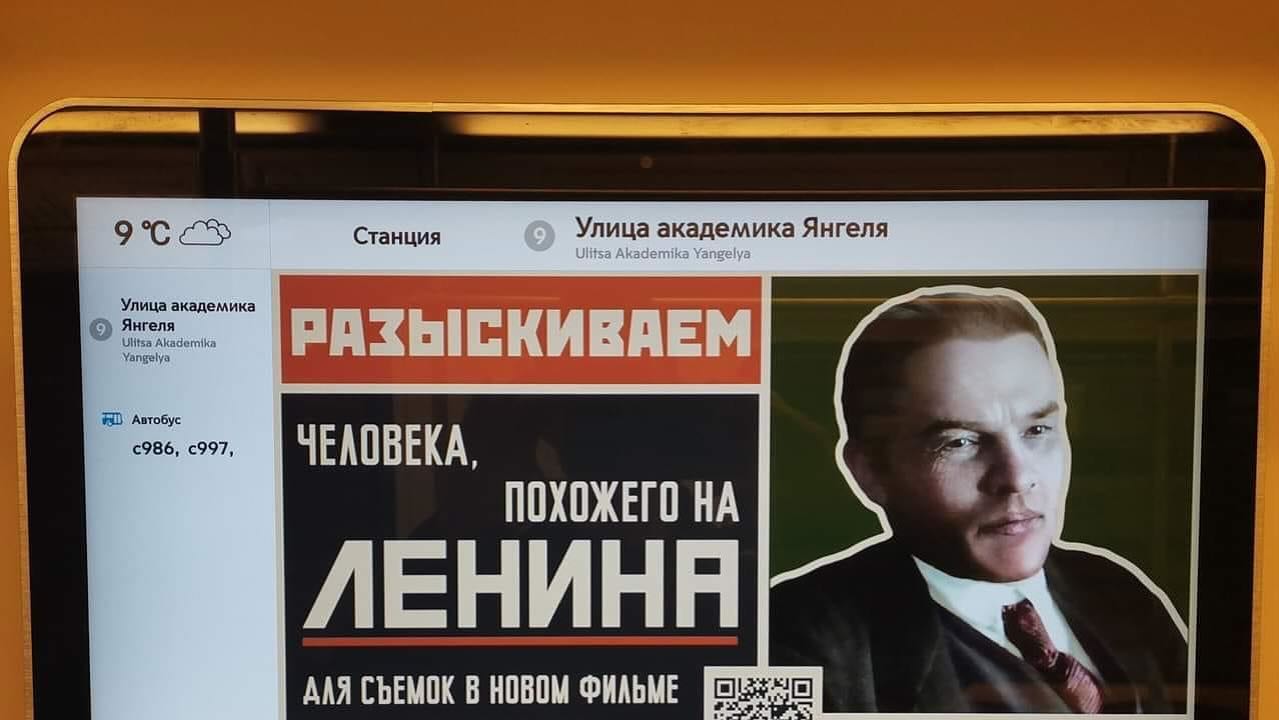 9 °C
Станция
9
Улица академика Янгеля
Ulitsa Akademika Yangelya
9
Улица академика
Янгеля
Ulitsa Akademika
Yangelya
Автобус
с986, с997,
РАЗЫСКИВАЕМ
ЧЕЛОВЕКА,
ПОХОЖЕГО НА
ЛЕНИНА
ДЛЯ СЪЕМОК В НОВОМ ФИЛЬМЕ